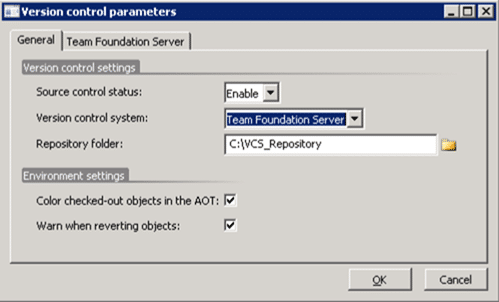 Version control parameters
General Team Foundation Server
Version control settings
Source control status: Enable
Version control system: Team Foundation Server
Repository folder: C:\VCS_Repository
Environment settings
Color checked-out objects in the AOT:
Warn when reverting objects:
OK Cancel